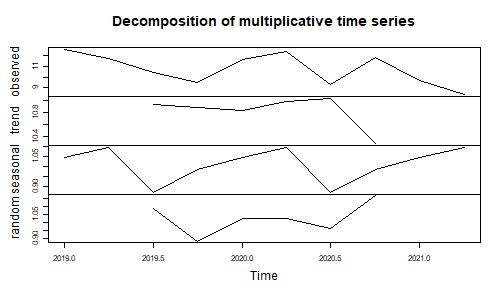 Decomposition of multiplicative time series
observed
11
9
trend
10.8
10.4
seasonal
1.05
0.90
random
1.05
0.90
2019.0 2019.5 2020.0 2020.5 2021.0
Time